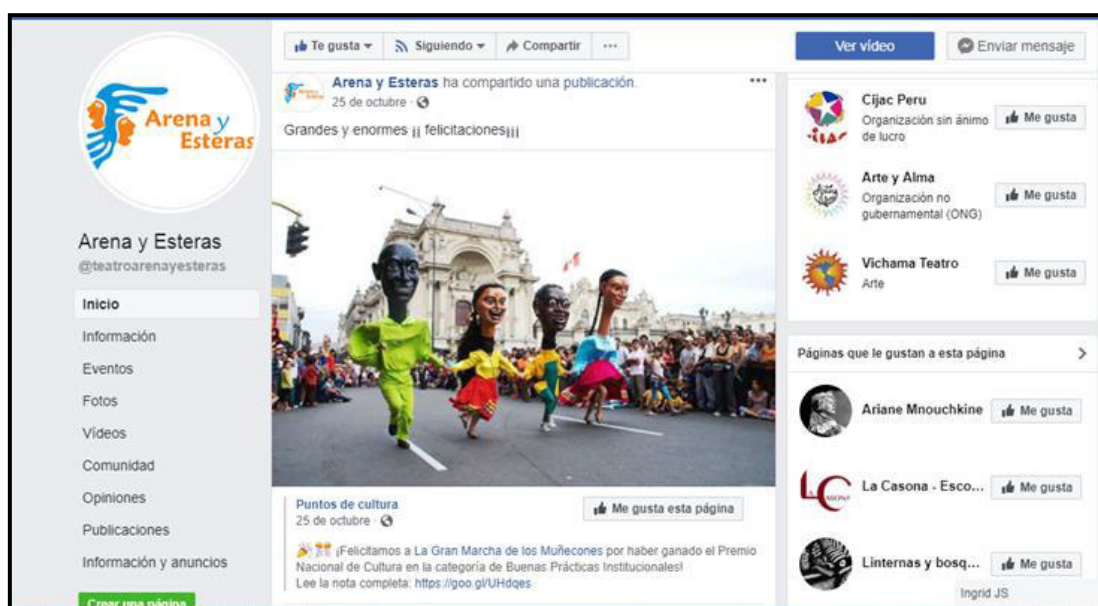 Arena y
Esteras
Arena y Esteras
@teatroarenayesteras
Inicio
Información
Eventos
Fotos
Vídeos
Comunidad
Opiniones
Publicaciones
Información y anuncios
Crear una página
Te gusta
Siguiendo
Compartir
...
Ver vídeo
Enviar mensaje
Arena y Esteras ha compartido una publicación.
25 de octubre ·
Grandes y enormes ¡¡ felicitaciones¡¡¡
Puntos de cultura
25 de octubre ·
Me gusta esta página
¡Felicitamos a La Gran Marcha de los Muñecones por haber ganado el Premio
Nacional de Cultura en la categoría de Buenas Prácticas Institucionales!
Lee la nota completa: https://goo.gl/UHdqes
Cijac Peru
Organización sin ánimo
de lucro
Me gusta
Arte y Alma
Organización no
gubernamental (ONG)
Me gusta
Vichama Teatro
Arte
Me gusta
Páginas que le gustan a esta página
Ariane Mnouchkine
Me gusta
La Casona - Esco...
Me gusta
Linternas y bosq...
Me gusta
Ingrid JS